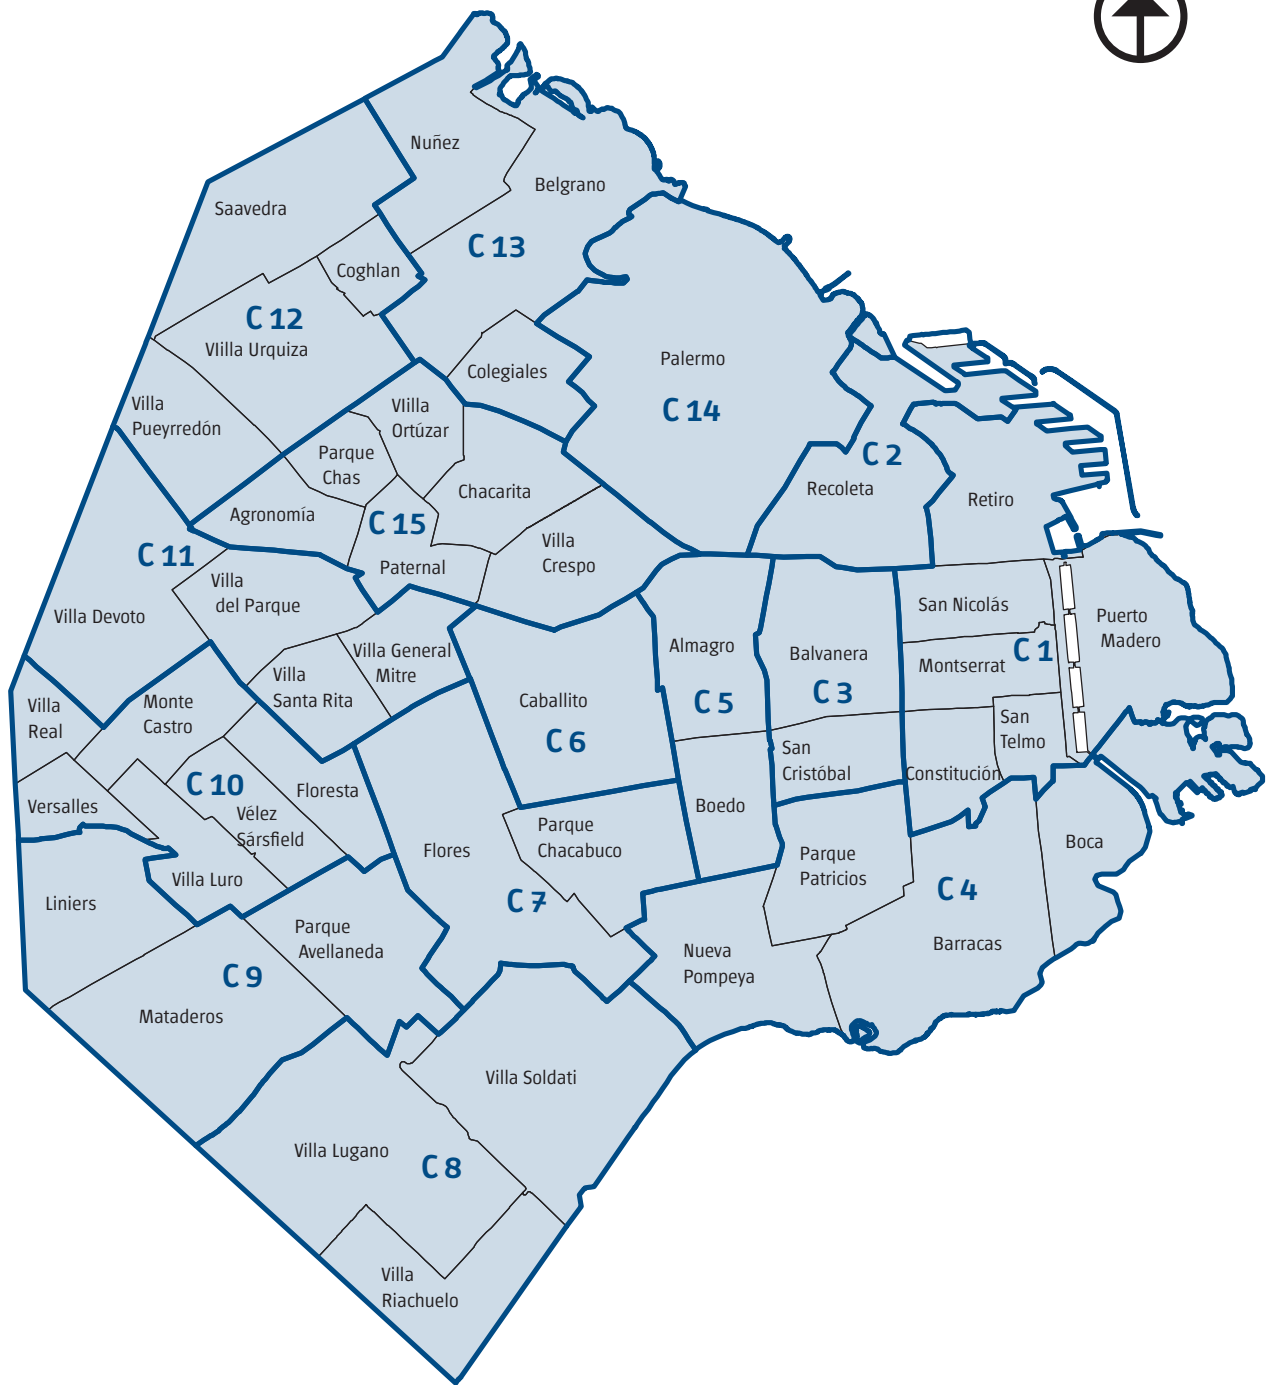 Nuñez
Belgrano
Saavedra
C 13
Coghlan
C 12
Vlilla Urquiza
Palermo
Colegiales
C 14
Villa
Pueyrredón
Vlilla
Ortúzar
Parque
Chas
C 2
Recoleta
Chacarita
Retiro
Agronomía
C 15
C 11
Villa
Crespo
Paternal
Villa
del Parque
Villa Devoto
San Nicolás
Puerto
Madero
Almagro
Balvanera
Montserrat
C 1
Villa General
Mitre
Villa
Santa Rita
Monte
Castro
Villa
Real
Caballito
C 6
C 5
C 3
San
Telmo
San
Cristóbal
Constitución
C 10
Floresta
Versalles
Vélez
Sársfield
Boedo
Parque
Chacabuco
Flores
Boca
Parque
Patricios
Villa Luro
C 4
Liniers
C 7
Parque
Avellaneda
Barracas
Nueva
Pompeya
C 9
Mataderos
Villa Soldati
Villa Lugano
C 8
Villa
Riachuelo